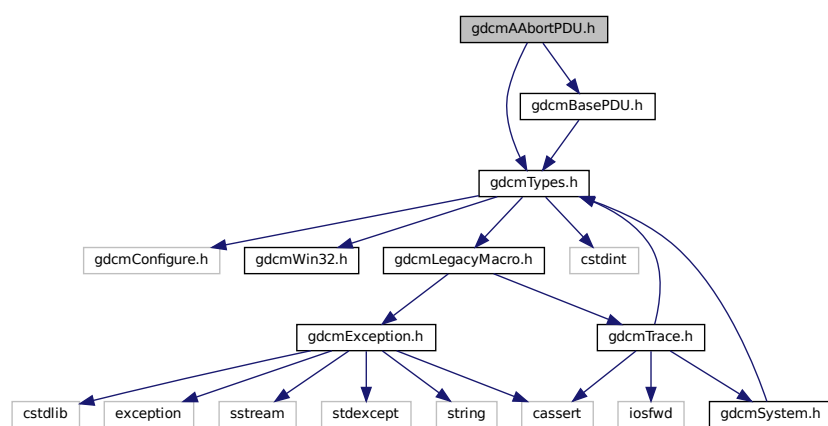 gdcmAAbortPDU.h
gdcmBasePDU.h
gdcmTypes.h
gdcmConfigure.h
gdcmWin32.h
gdcmLegacyMacro.h
cstdint
gdcmException.h
gdcmTrace.h
cstdlib
exception
sstream
stdexcept
string
cassert
iosfwd
gdcmSystem.h